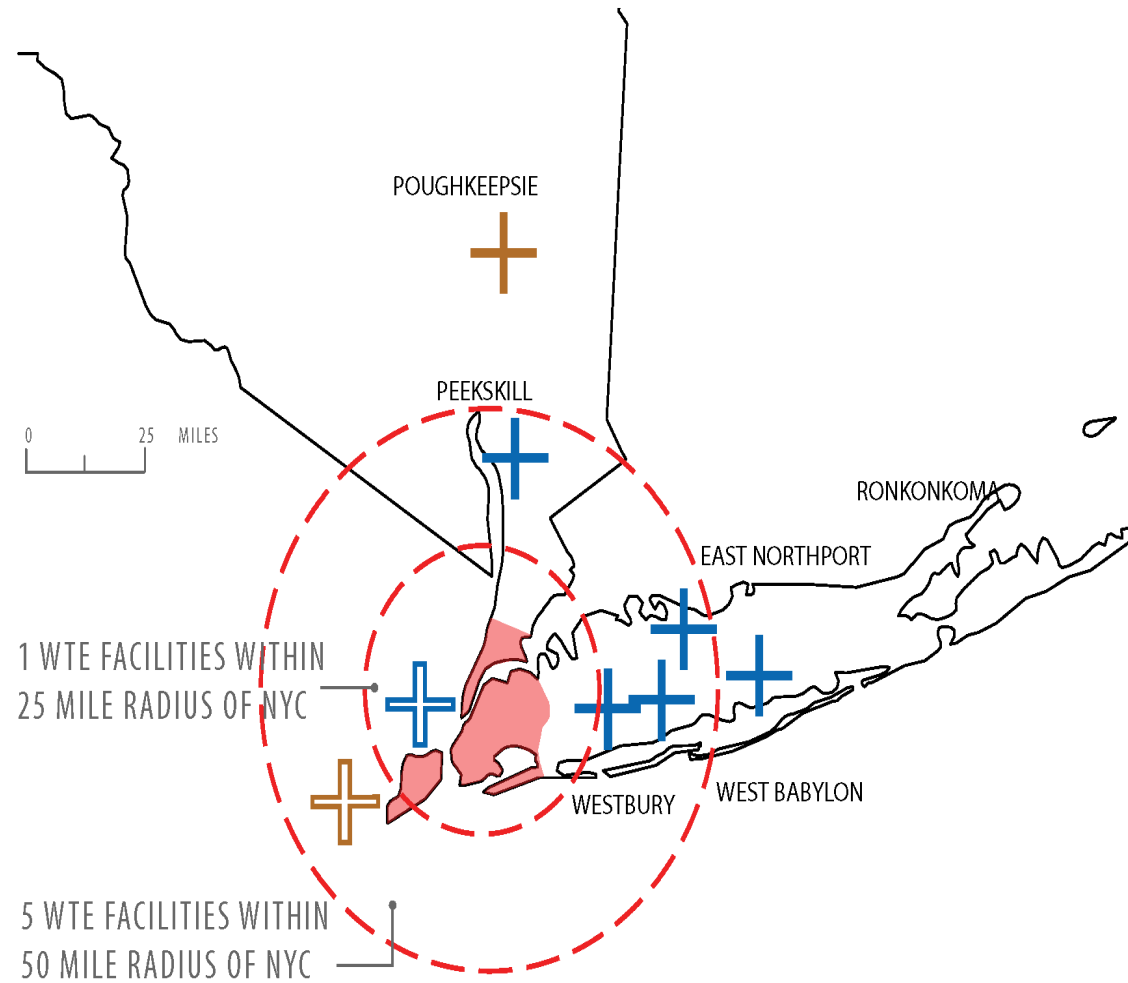 POUGHKEEPSIE
PEEKSKILL
0 25 MILES
RONKONKOMA
EAST NORTHPORT
1 WTE FACILITIES WITHIN
25 MILE RADIUS OF NYC
WESTBURY
WEST BABYLON
5 WTE FACILITIES WITHIN
50 MILE RADIUS OF NYC